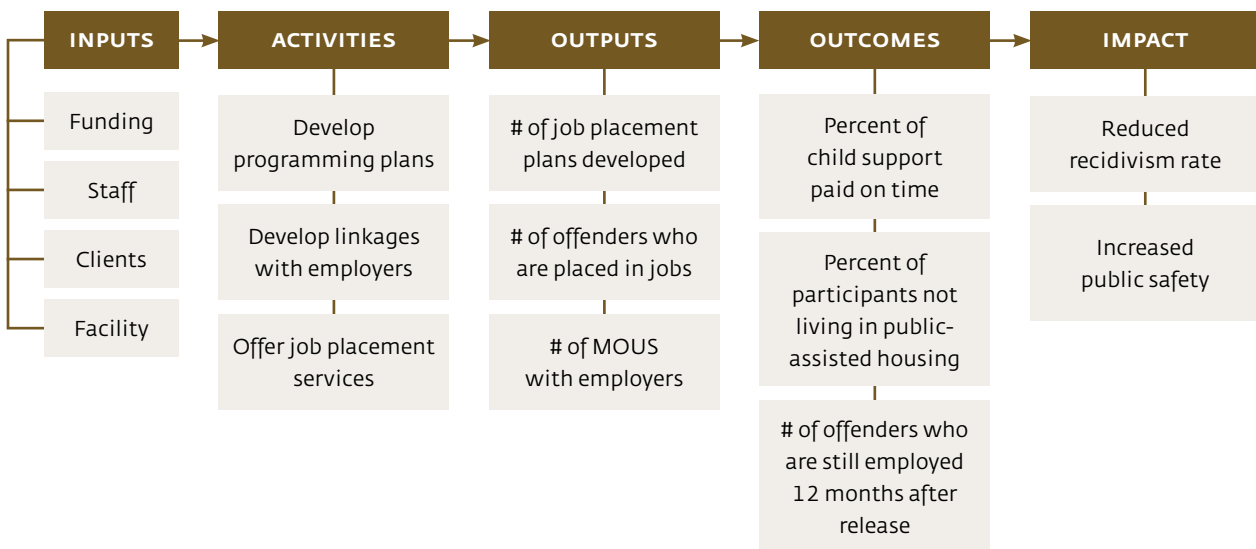 INPUTS
Funding
Staff
Clients
Facility
ACTIVITIES
Develop
programming plans
Develop linkages
with employers
Offer job placement
services
OUTPUTS
# of job placement
plans developed
# of offenders who
are placed in jobs
# of MOUS
with employers
OUTCOMES
Percent of
child support
paid on time
Percent of
participants not
living in public-
assisted housing
# of offenders who
are still employed
12 months after
release
IMPACT
Reduced
recidivism rate
Increased
public safety